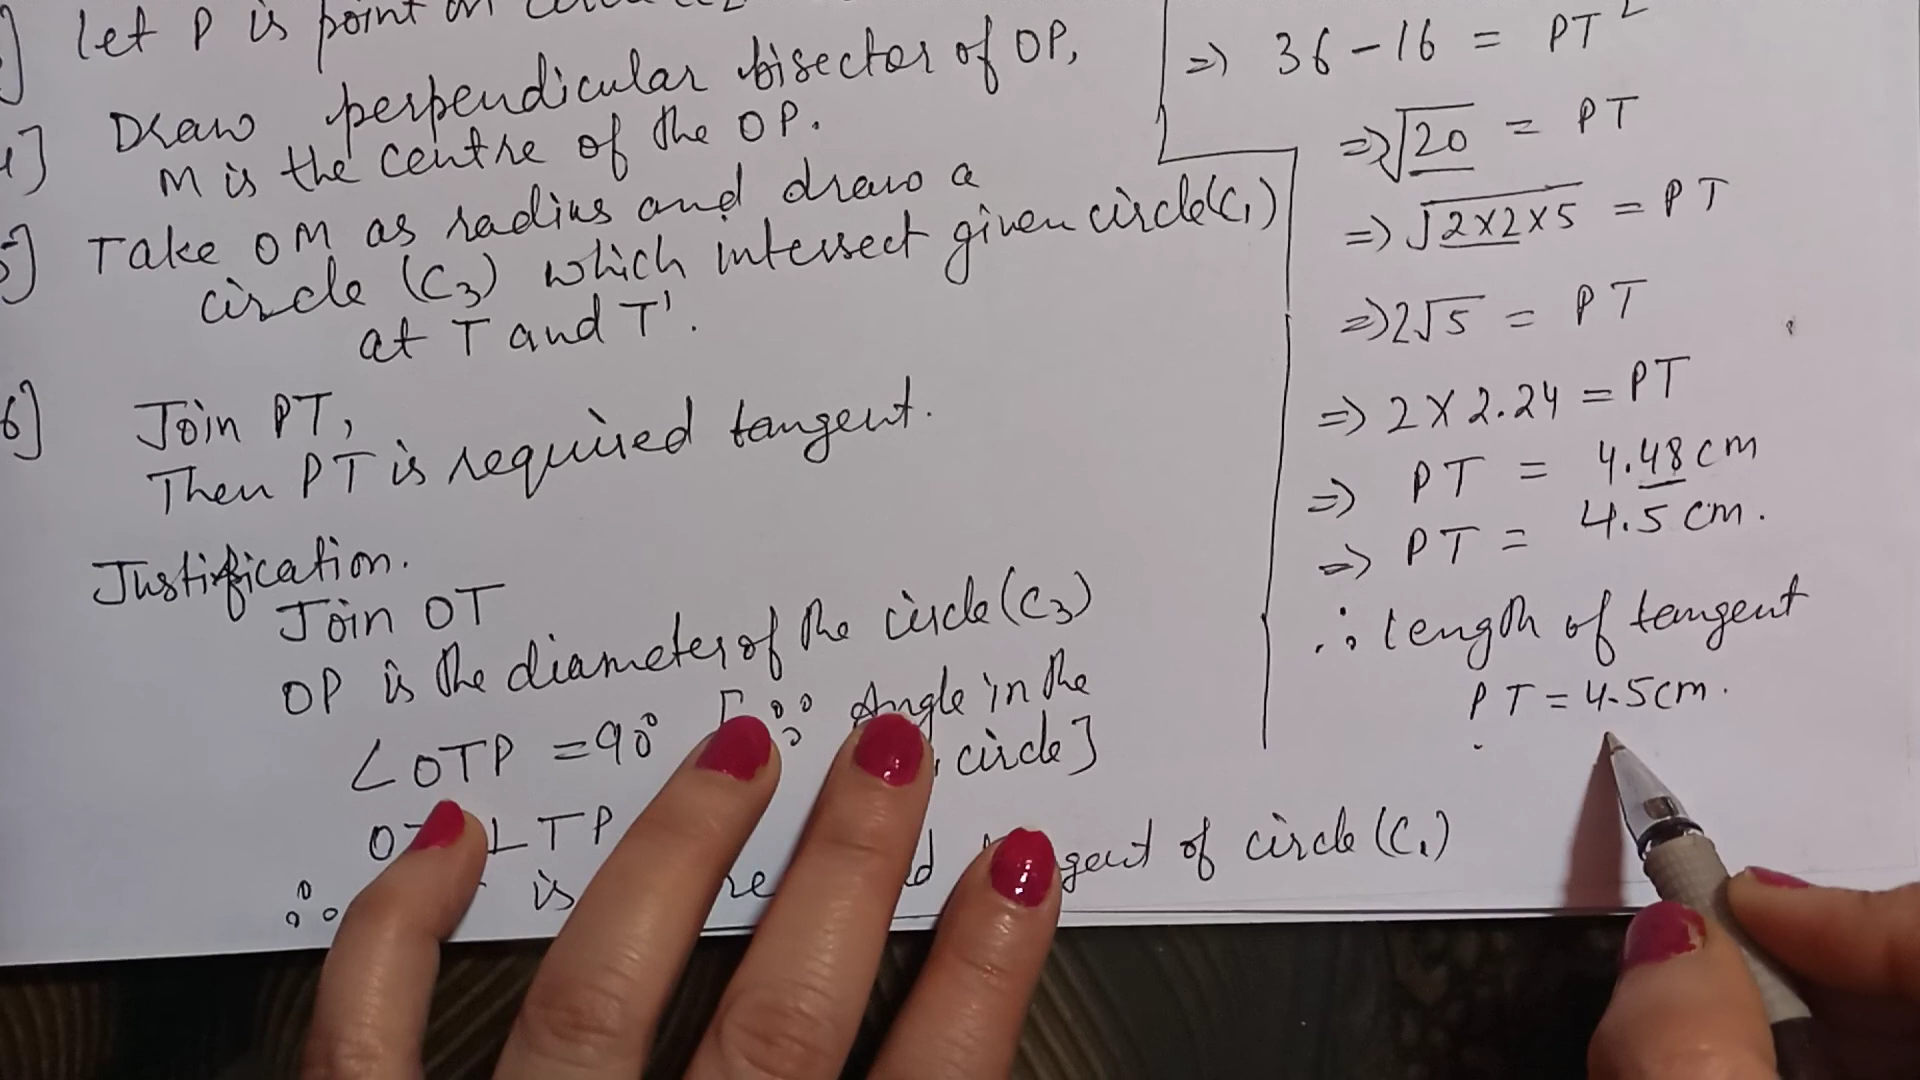 let P is point on
4] Draw perpendicular bisector of OP,
M is the centre of the OP.
5] Take OM as radius and draw a
circle (C3) which intersect given circle (C1)
at T and T'.
6] Join PT,
Then PT is required tangent.
Justification.
Join OT
OP is the diameter of the circle (C3)
∠OTP = 90° [∵ Angle in the
circle]
⊥ TP
∴ is of circle (C1)
=> 36 - 16 = PT²
=> √20 = PT
=> √2×2×5 = PT
=> 2√5 = PT
=> 2 × 2.24 = PT
=> PT = 4.48 cm
=> PT = 4.5 cm.
∴ length of tangent
PT = 4.5 cm.